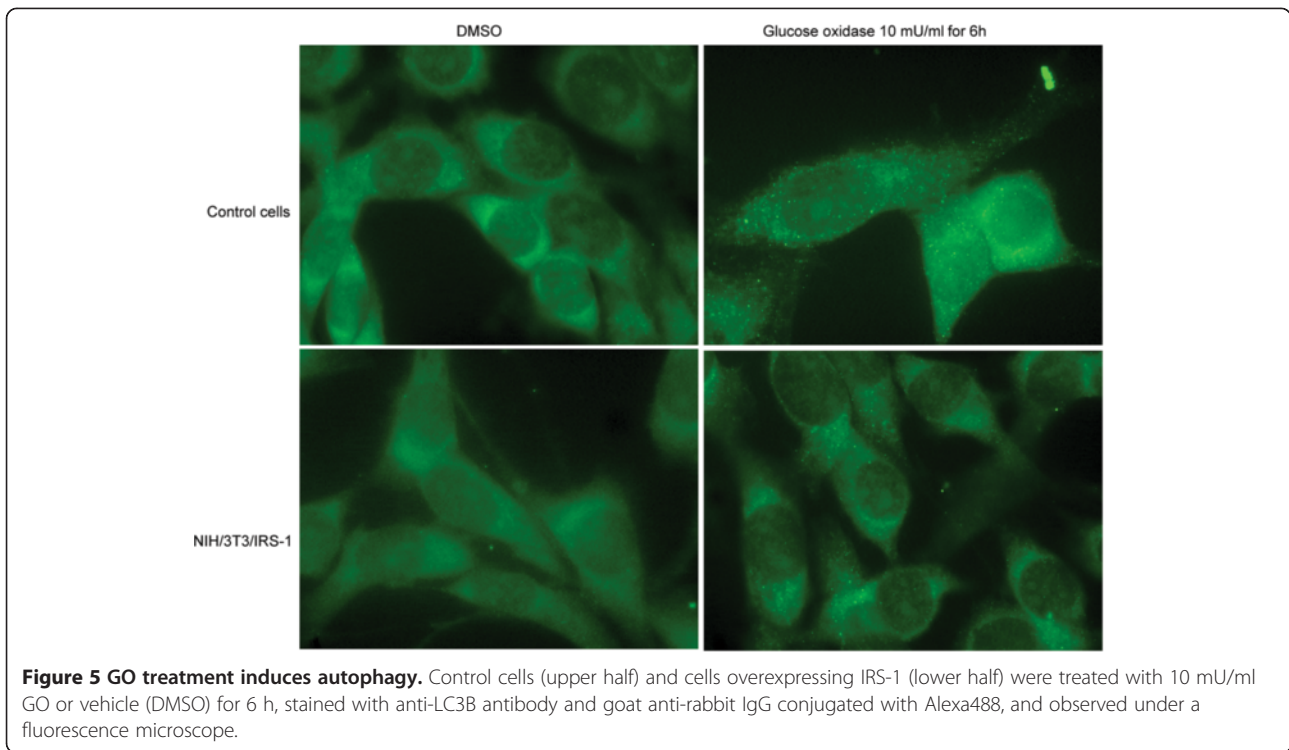 DMSO
Glucose oxidase 10 mU/ml for 6h
Control cells
NIH/3T3/IRS-1
Figure 5 GO treatment induces autophagy. Control cells (upper half) and cells overexpressing IRS-1 (lower half) were treated with 10 mU/ml
GO or vehicle (DMSO) for 6 h, stained with anti-LC3B antibody and goat anti-rabbit IgG conjugated with Alexa488, and observed under a
fluorescence microscope.